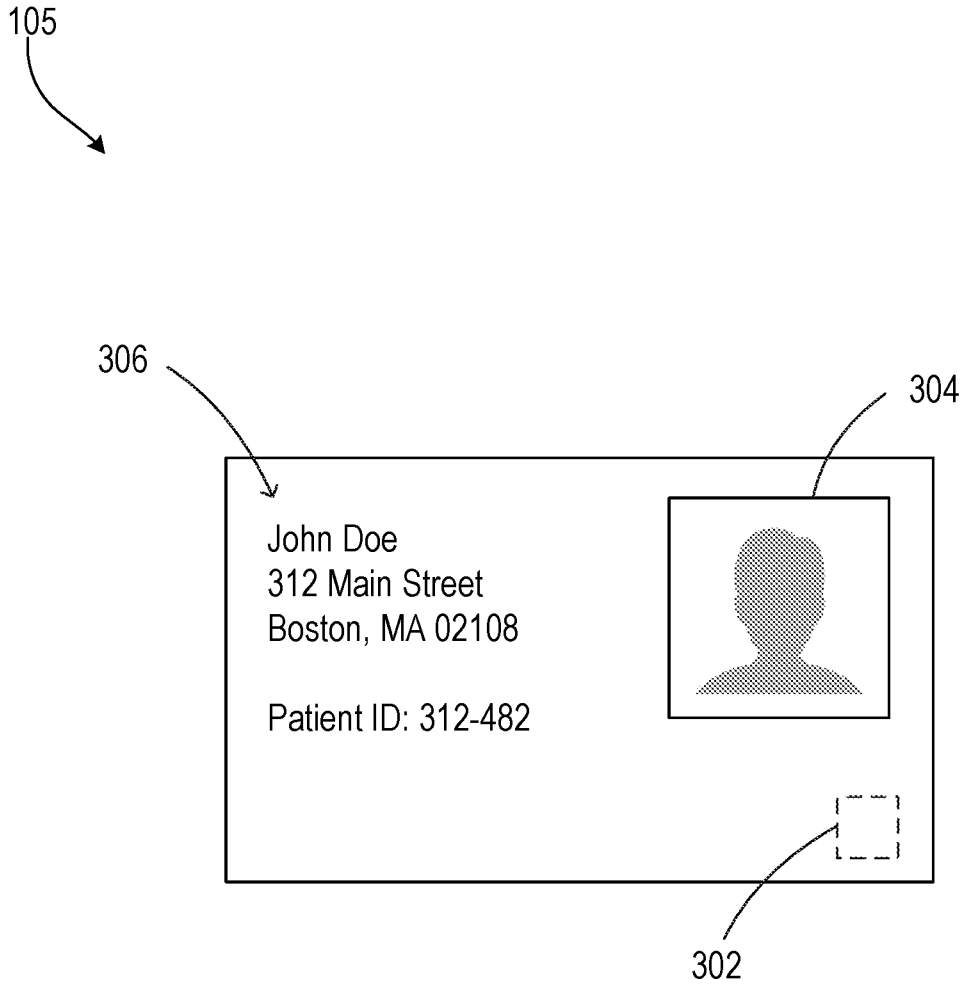 105
306
304
John Doe
312 Main Street
Boston, MA 02108
Patient ID: 312-482
302